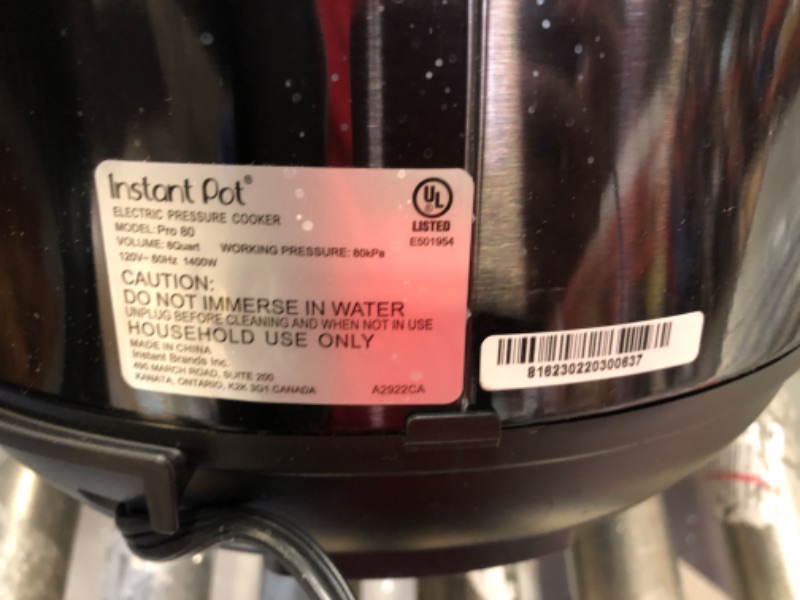 Instant Pot®
ELECTRIC PRESSURE COOKER
MODEL: Pro 80
VOLUME: 8Quart WORKING PRESSURE: 80kPa
120V~ 60Hz 1400W
UL
LISTED
E501954
CAUTION:
DO NOT IMMERSE IN WATER
UNPLUG BEFORE CLEANING AND WHEN NOT IN USE
HOUSEHOLD USE ONLY
MADE IN CHINA
Instant Brands Inc.
495 MARCH ROAD, SUITE 200
KANATA, ONTARIO, K2K 3G1 CANADA
A2922CA
816230220300637